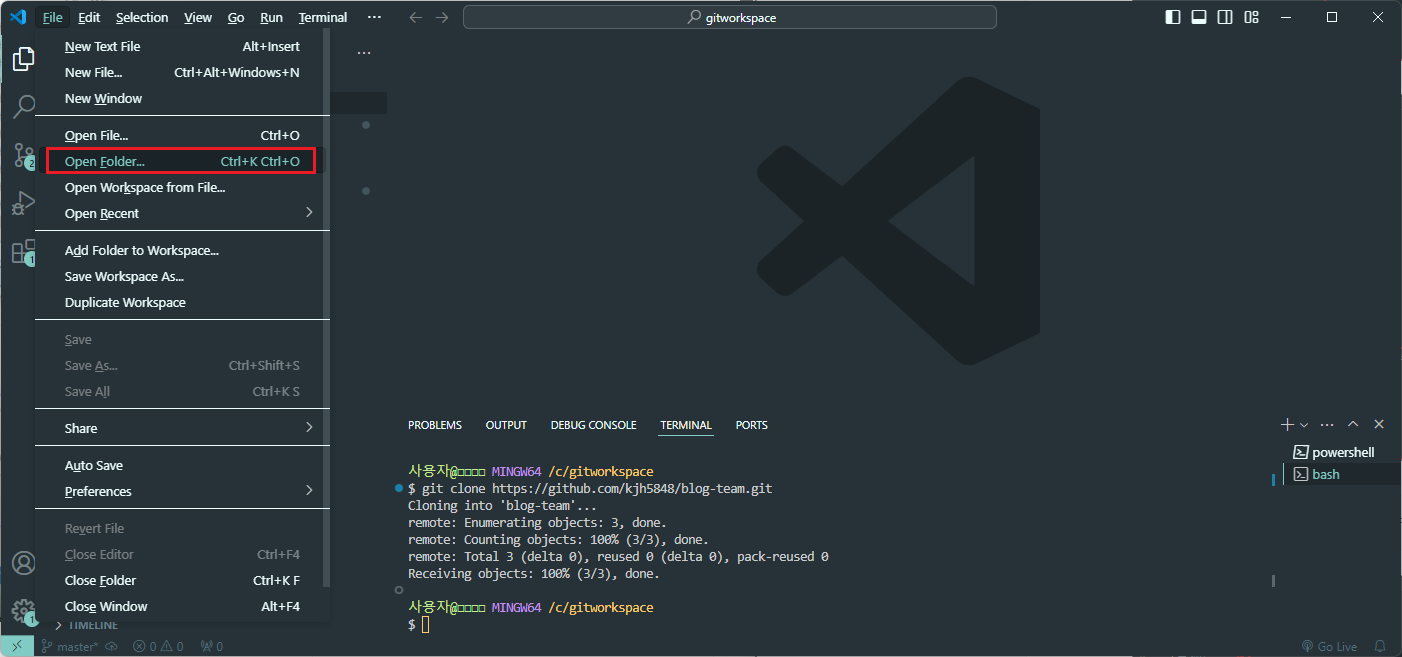 File Edit Selection View Go Run Terminal ··· gitworkspace
New Text File Alt+Insert
New File... Ctrl+Alt+Windows+N
New Window
Open File... Ctrl+O
Open Folder... Ctrl+K Ctrl+O
Open Workspace from File...
Open Recent
Add Folder to Workspace...
Save Workspace As...
Duplicate Workspace
Save
Save As... Ctrl+Shift+S
Save All Ctrl+K S
Share
Auto Save
Preferences
Revert File
Close Editor Ctrl+F4
Close Folder Ctrl+K F
Close Window Alt+F4
2
1
1
TIMELINE
PROBLEMS OUTPUT DEBUG CONSOLE TERMINAL PORTS
powershell
bash
사용자@□□□□ MINGW64 /c/gitworkspace
$ git clone https://github.com/kjh5848/blog-team.git
Cloning into 'blog-team'...
remote: Enumerating objects: 3, done.
remote: Counting objects: 100% (3/3), done.
remote: Total 3 (delta 0), reused 0 (delta 0), pack-reused 0
Receiving objects: 100% (3/3), done.
사용자@□□□□ MINGW64 /c/gitworkspace
$
master* 0 0 0 Go Live